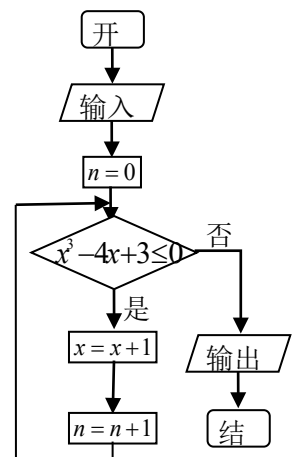 开
输入
n=0
x³−4x+3≤0
否
是
x=x+1
输出
n=n+1
结